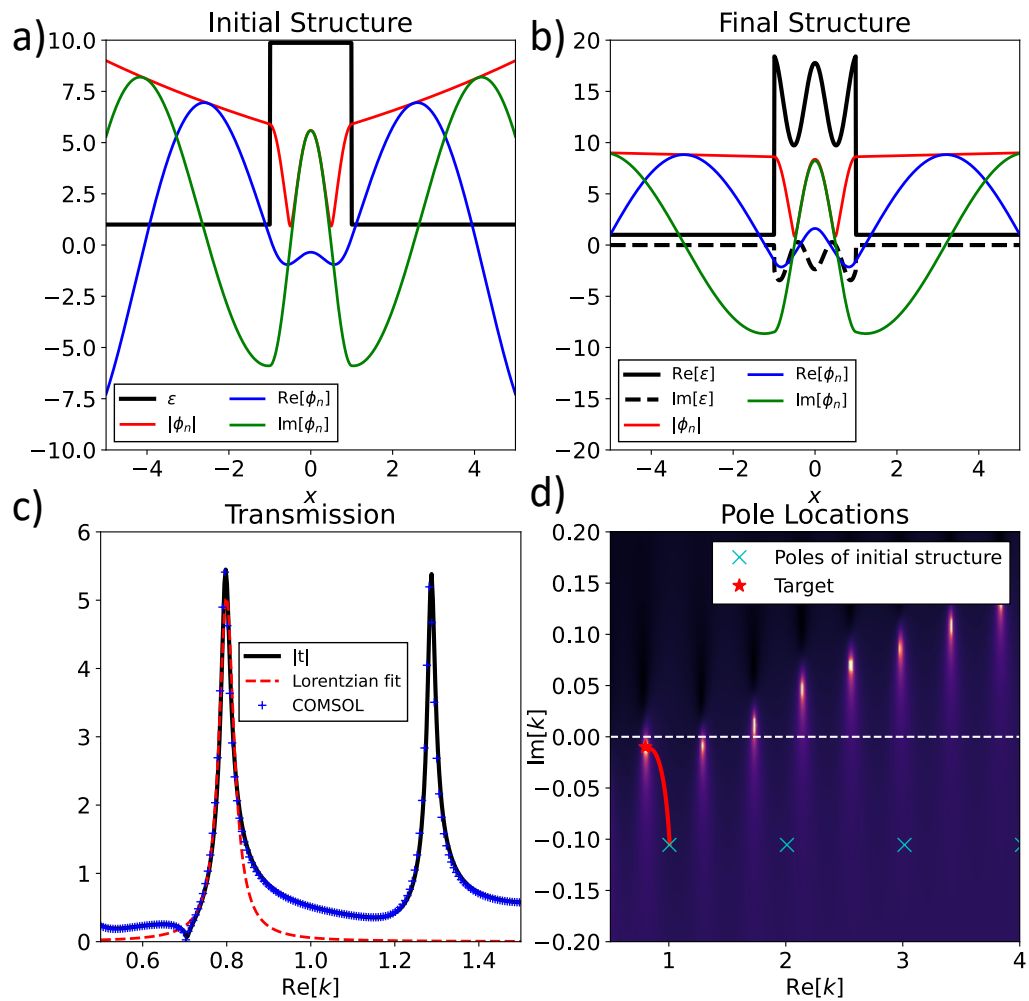 a)
Initial Structure
10.0
7.5
5.0
2.5
0.0
−2.5
−5.0
−7.5
−10.0
ε
|ϕn|
Re[ϕn]
Im[ϕn]
−4 −2 0 2 4
x
b)
Final Structure
20
15
10
5
0
−5
−10
−15
−20
Re[ε]
Im[ε]
|ϕn|
Re[ϕn]
Im[ϕn]
−4 −2 0 2 4
x
c)
Transmission
6
5
4
3
2
1
0
|t|
Lorentzian fit
COMSOL
0.6 0.8 1.0 1.2 1.4
Re[k]
d)
Pole Locations
Im[k]
0.20
0.15
0.10
0.05
0.00
−0.05
−0.10
−0.15
−0.20
Poles of initial structure
Target
1 2 3 4
Re[k]